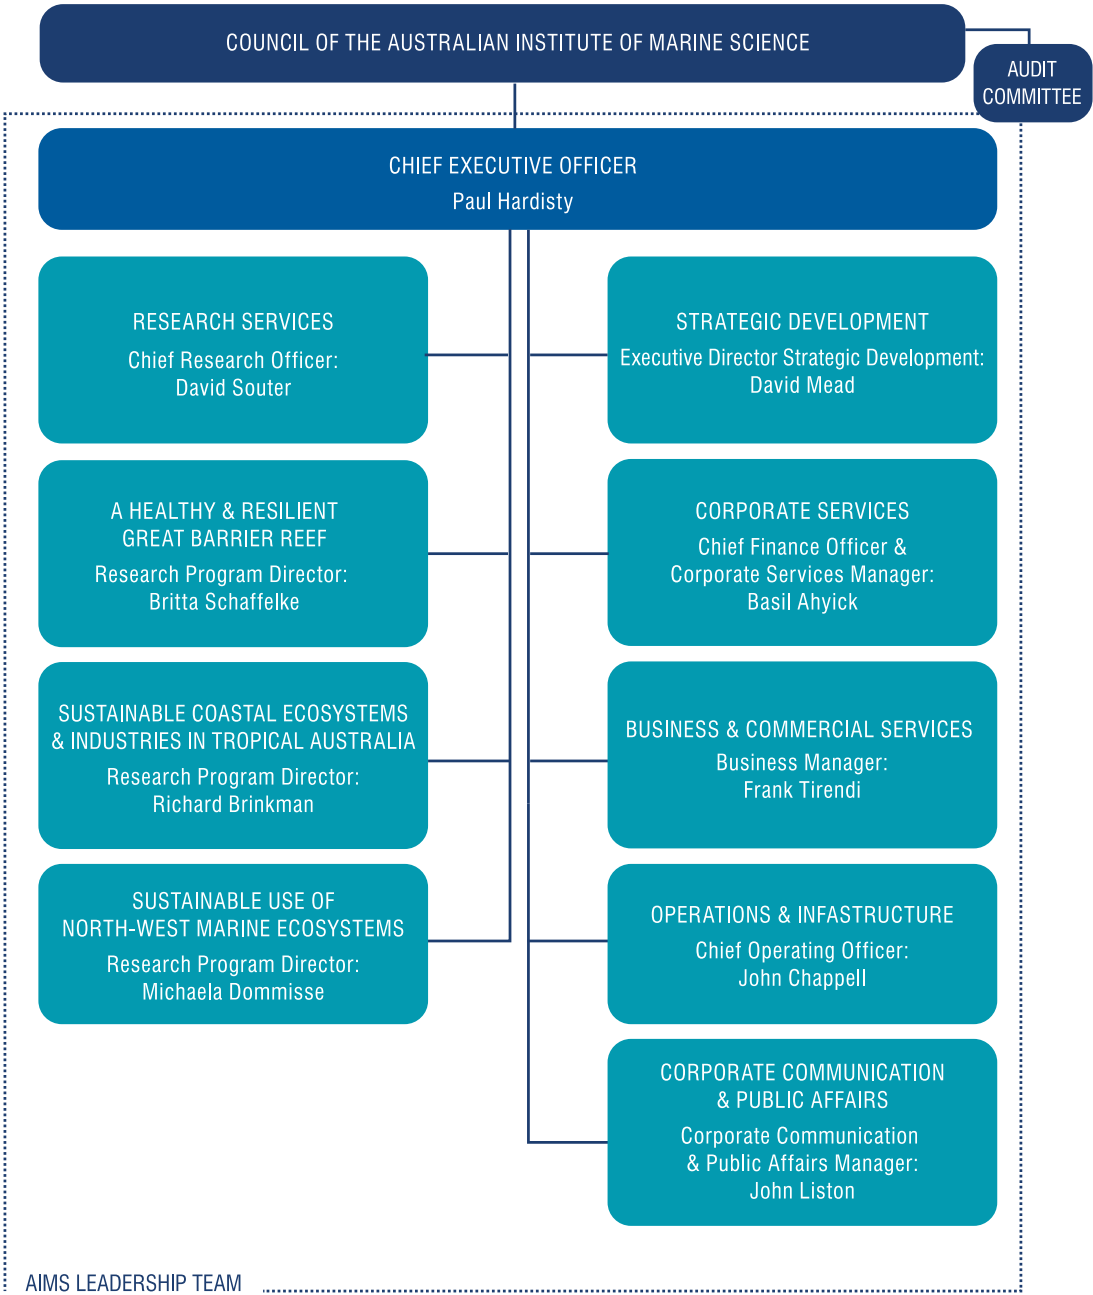 COUNCIL OF THE AUSTRALIAN INSTITUTE OF MARINE SCIENCE
AUDIT
COMMITTEE
CHIEF EXECUTIVE OFFICER
Paul Hardisty
RESEARCH SERVICES
Chief Research Officer:
David Souter
STRATEGIC DEVELOPMENT
Executive Director Strategic Development:
David Mead
A HEALTHY & RESILIENT
GREAT BARRIER REEF
Research Program Director:
Britta Schaffelke
CORPORATE SERVICES
Chief Finance Officer &
Corporate Services Manager:
Basil Ahyick
SUSTAINABLE COASTAL ECOSYSTEMS
& INDUSTRIES IN TROPICAL AUSTRALIA
Research Program Director:
Richard Brinkman
BUSINESS & COMMERCIAL SERVICES
Business Manager:
Frank Tirendi
SUSTAINABLE USE OF
NORTH-WEST MARINE ECOSYSTEMS
Research Program Director:
Michaela Dommisse
OPERATIONS & INFASTRUCTURE
Chief Operating Officer:
John Chappell
CORPORATE COMMUNICATION
& PUBLIC AFFAIRS
Corporate Communication
& Public Affairs Manager:
John Liston
AIMS LEADERSHIP TEAM